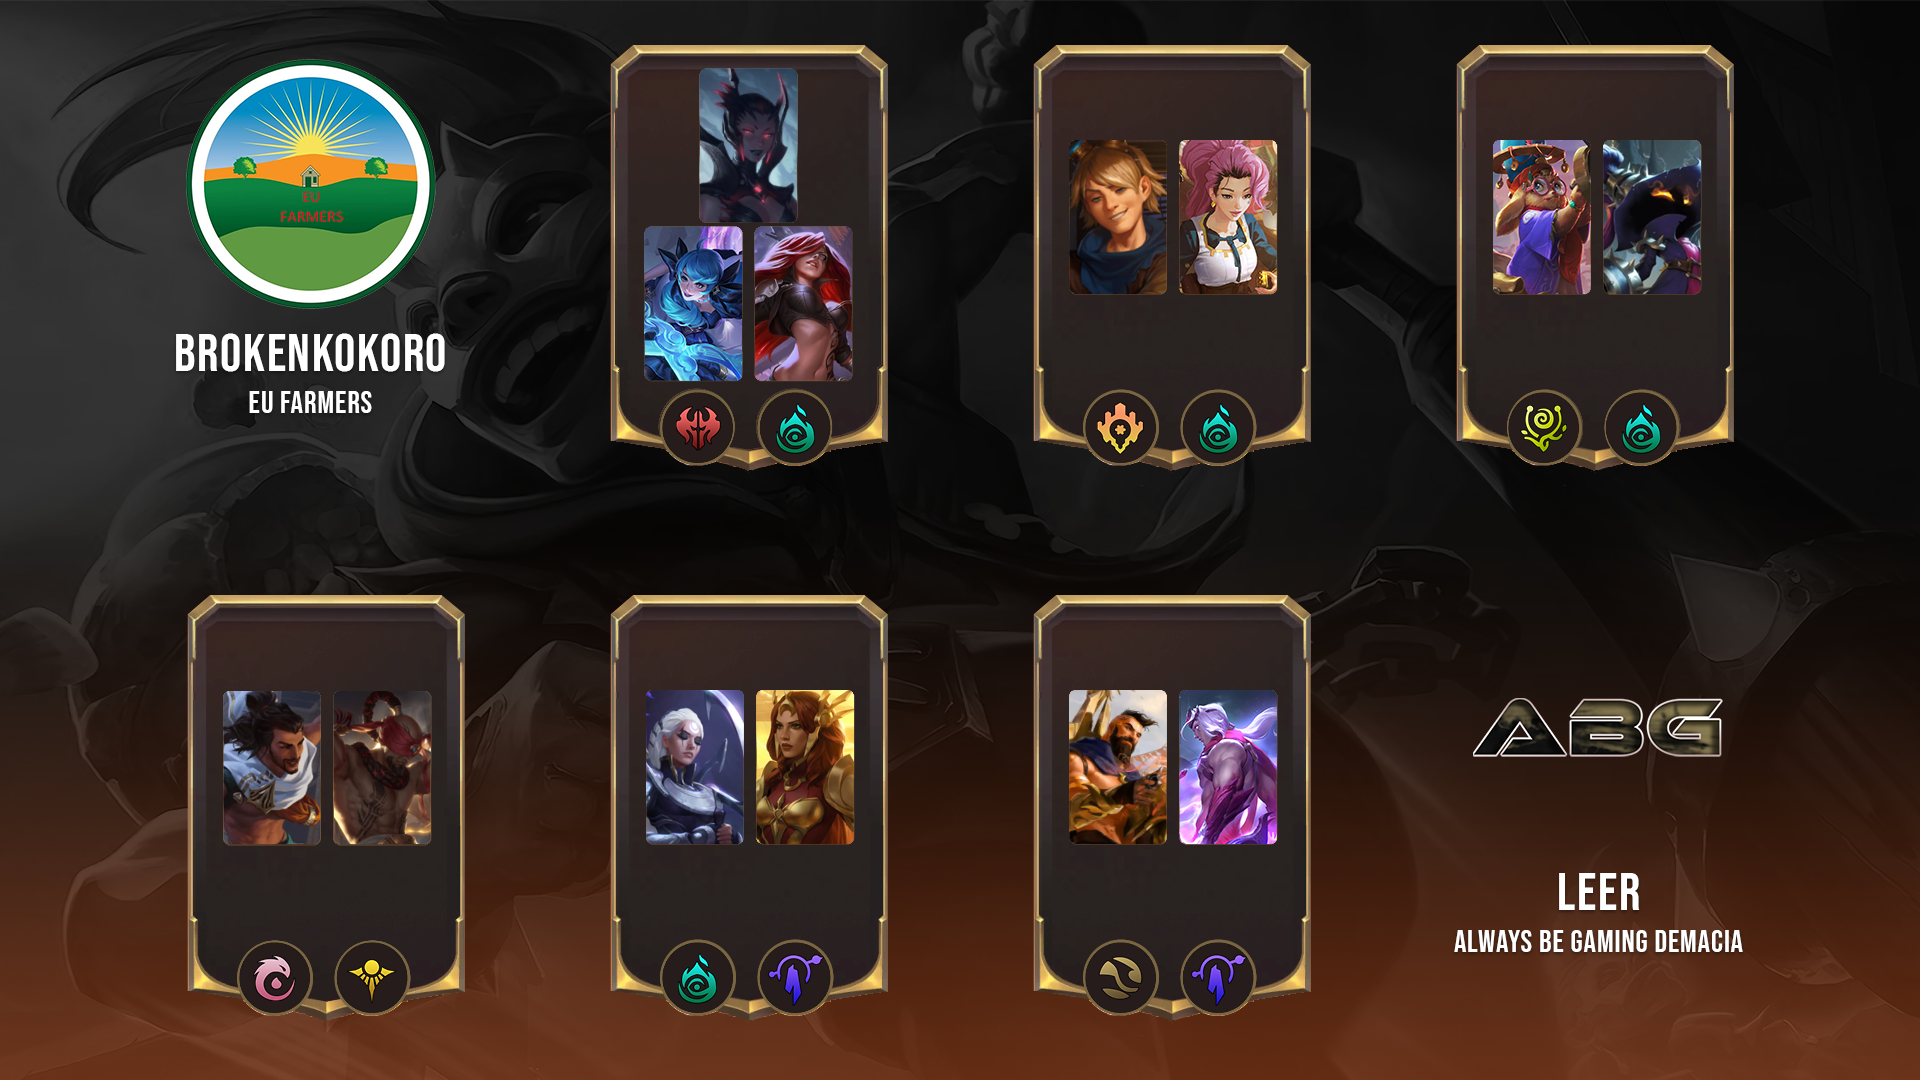 EU
FARMERS
BROKENKOKORO
EU FARMERS
ABG
LEER
ALWAYS BE GAMING DEMACIA